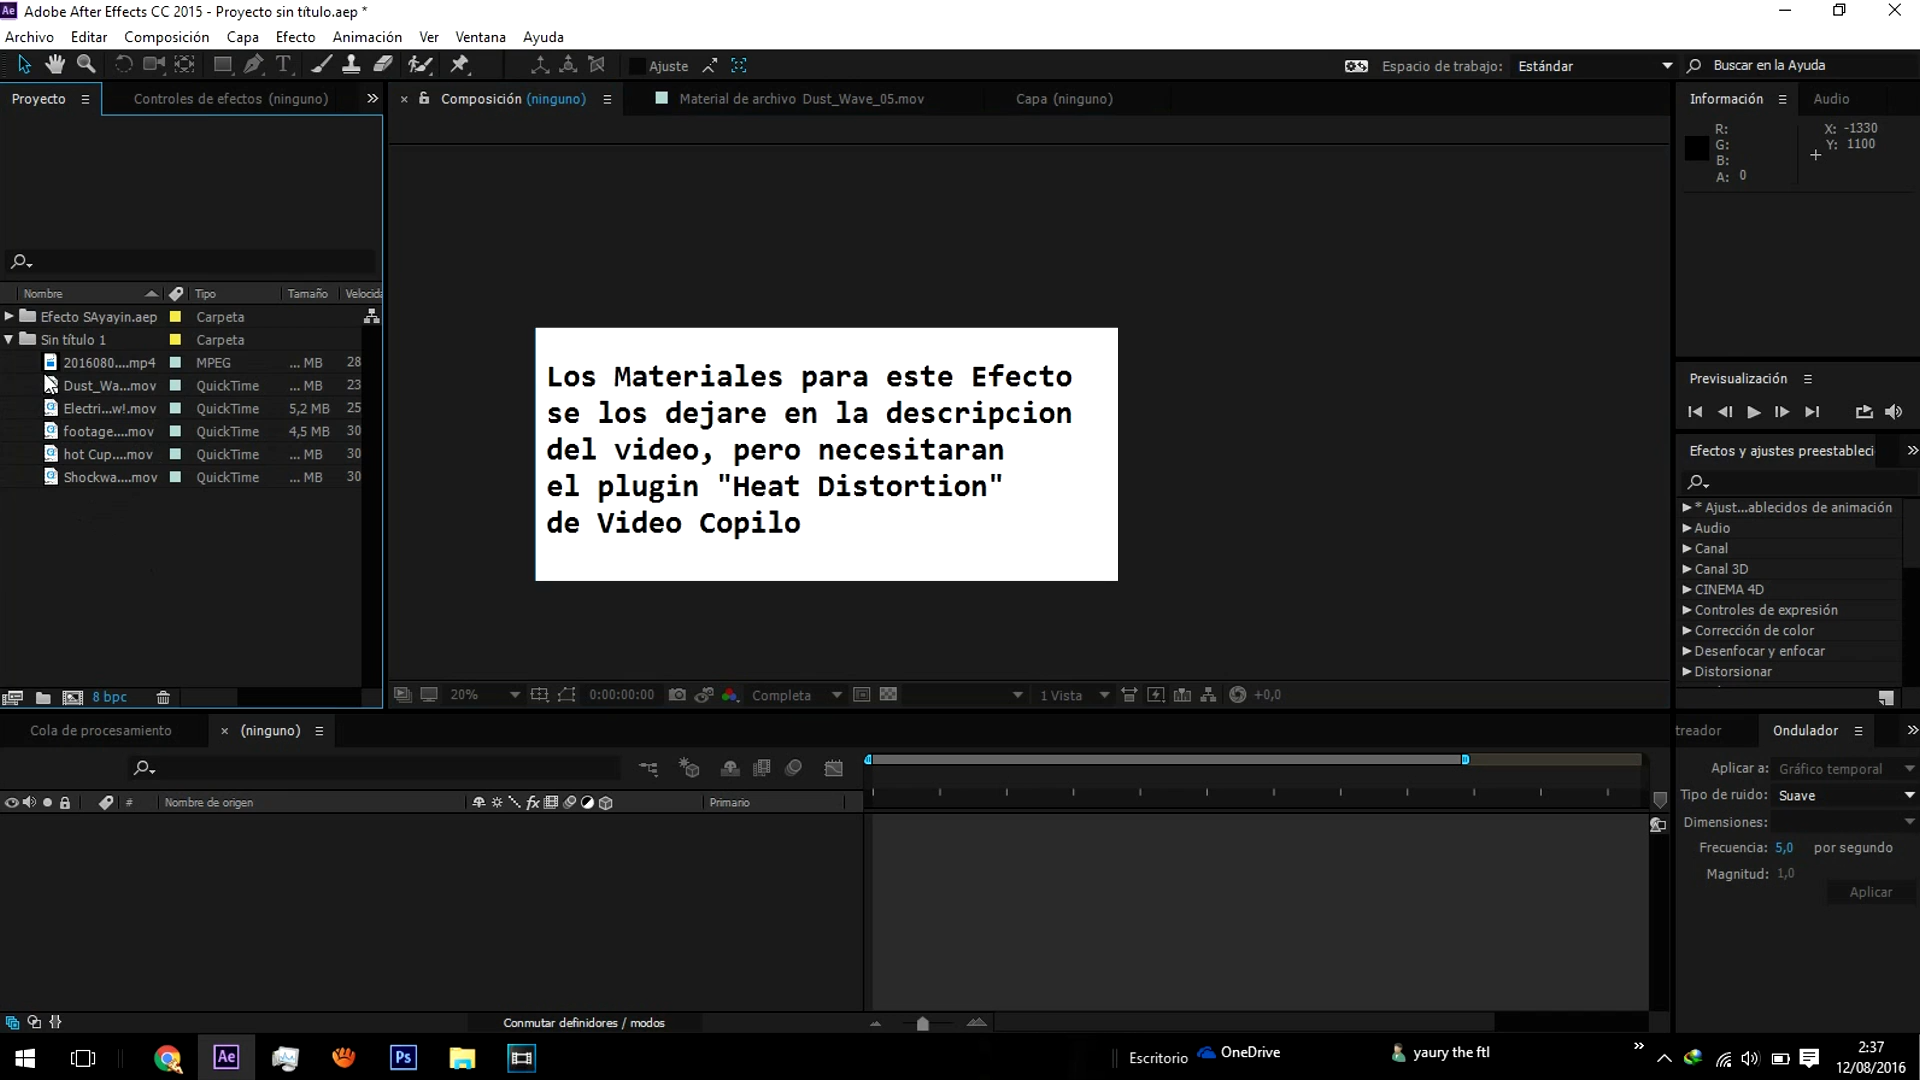 Adobe After Effects CC 2015 - Proyecto sin título.aep *
Archivo Editar Composición Capa Efecto Animación Ver Ventana Ayuda
Ajuste
Espacio de trabajo: Estándar
Buscar en la Ayuda
Proyecto
Controles de efectos (ninguno)
Composición (ninguno)
Material de archivo Dust_Wave_05.mov
Capa (ninguno)
Información
Audio
R:
G:
B:
A: 0
X: -1330
Y: 1100
Nombre Tipo Tamaño Velocida
Efecto SAyayin.aep Carpeta
Sin título 1 Carpeta
2016080....mp4 MPEG ... MB 28
Dust_Wa...mov QuickTime ... MB 23
Electri...w!.mov QuickTime 5,2 MB 25
footage....mov QuickTime 4,5 MB 30
hot Cup....mov QuickTime ... MB 30
Shockwa....mov QuickTime ... MB 30
Los Materiales para este Efecto
se los dejare en la descripcion
del video, pero necesitaran
el plugin "Heat Distortion"
de Video Copilo
Previsualización
Efectos y ajustes preestableci
* Ajust...ablecidos de animación
Audio
Canal
Canal 3D
CINEMA 4D
Controles de expresión
Corrección de color
Desenfocar y enfocar
Distorsionar
8 bpc
20% 0:00:00:00 Completa 1 Vista +0,0
Cola de procesamiento
(ninguno)
# Nombre de origen fx Primario
treador
Ondulador
Aplicar a: Gráfico temporal
Tipo de ruido: Suave
Dimensiones:
Frecuencia: 5,0 por segundo
Magnitud: 1,0
Aplicar
Conmutar definidores / modos
Ae
Ps
Escritorio
OneDrive
yaury the ftl
2:37
12/08/2016